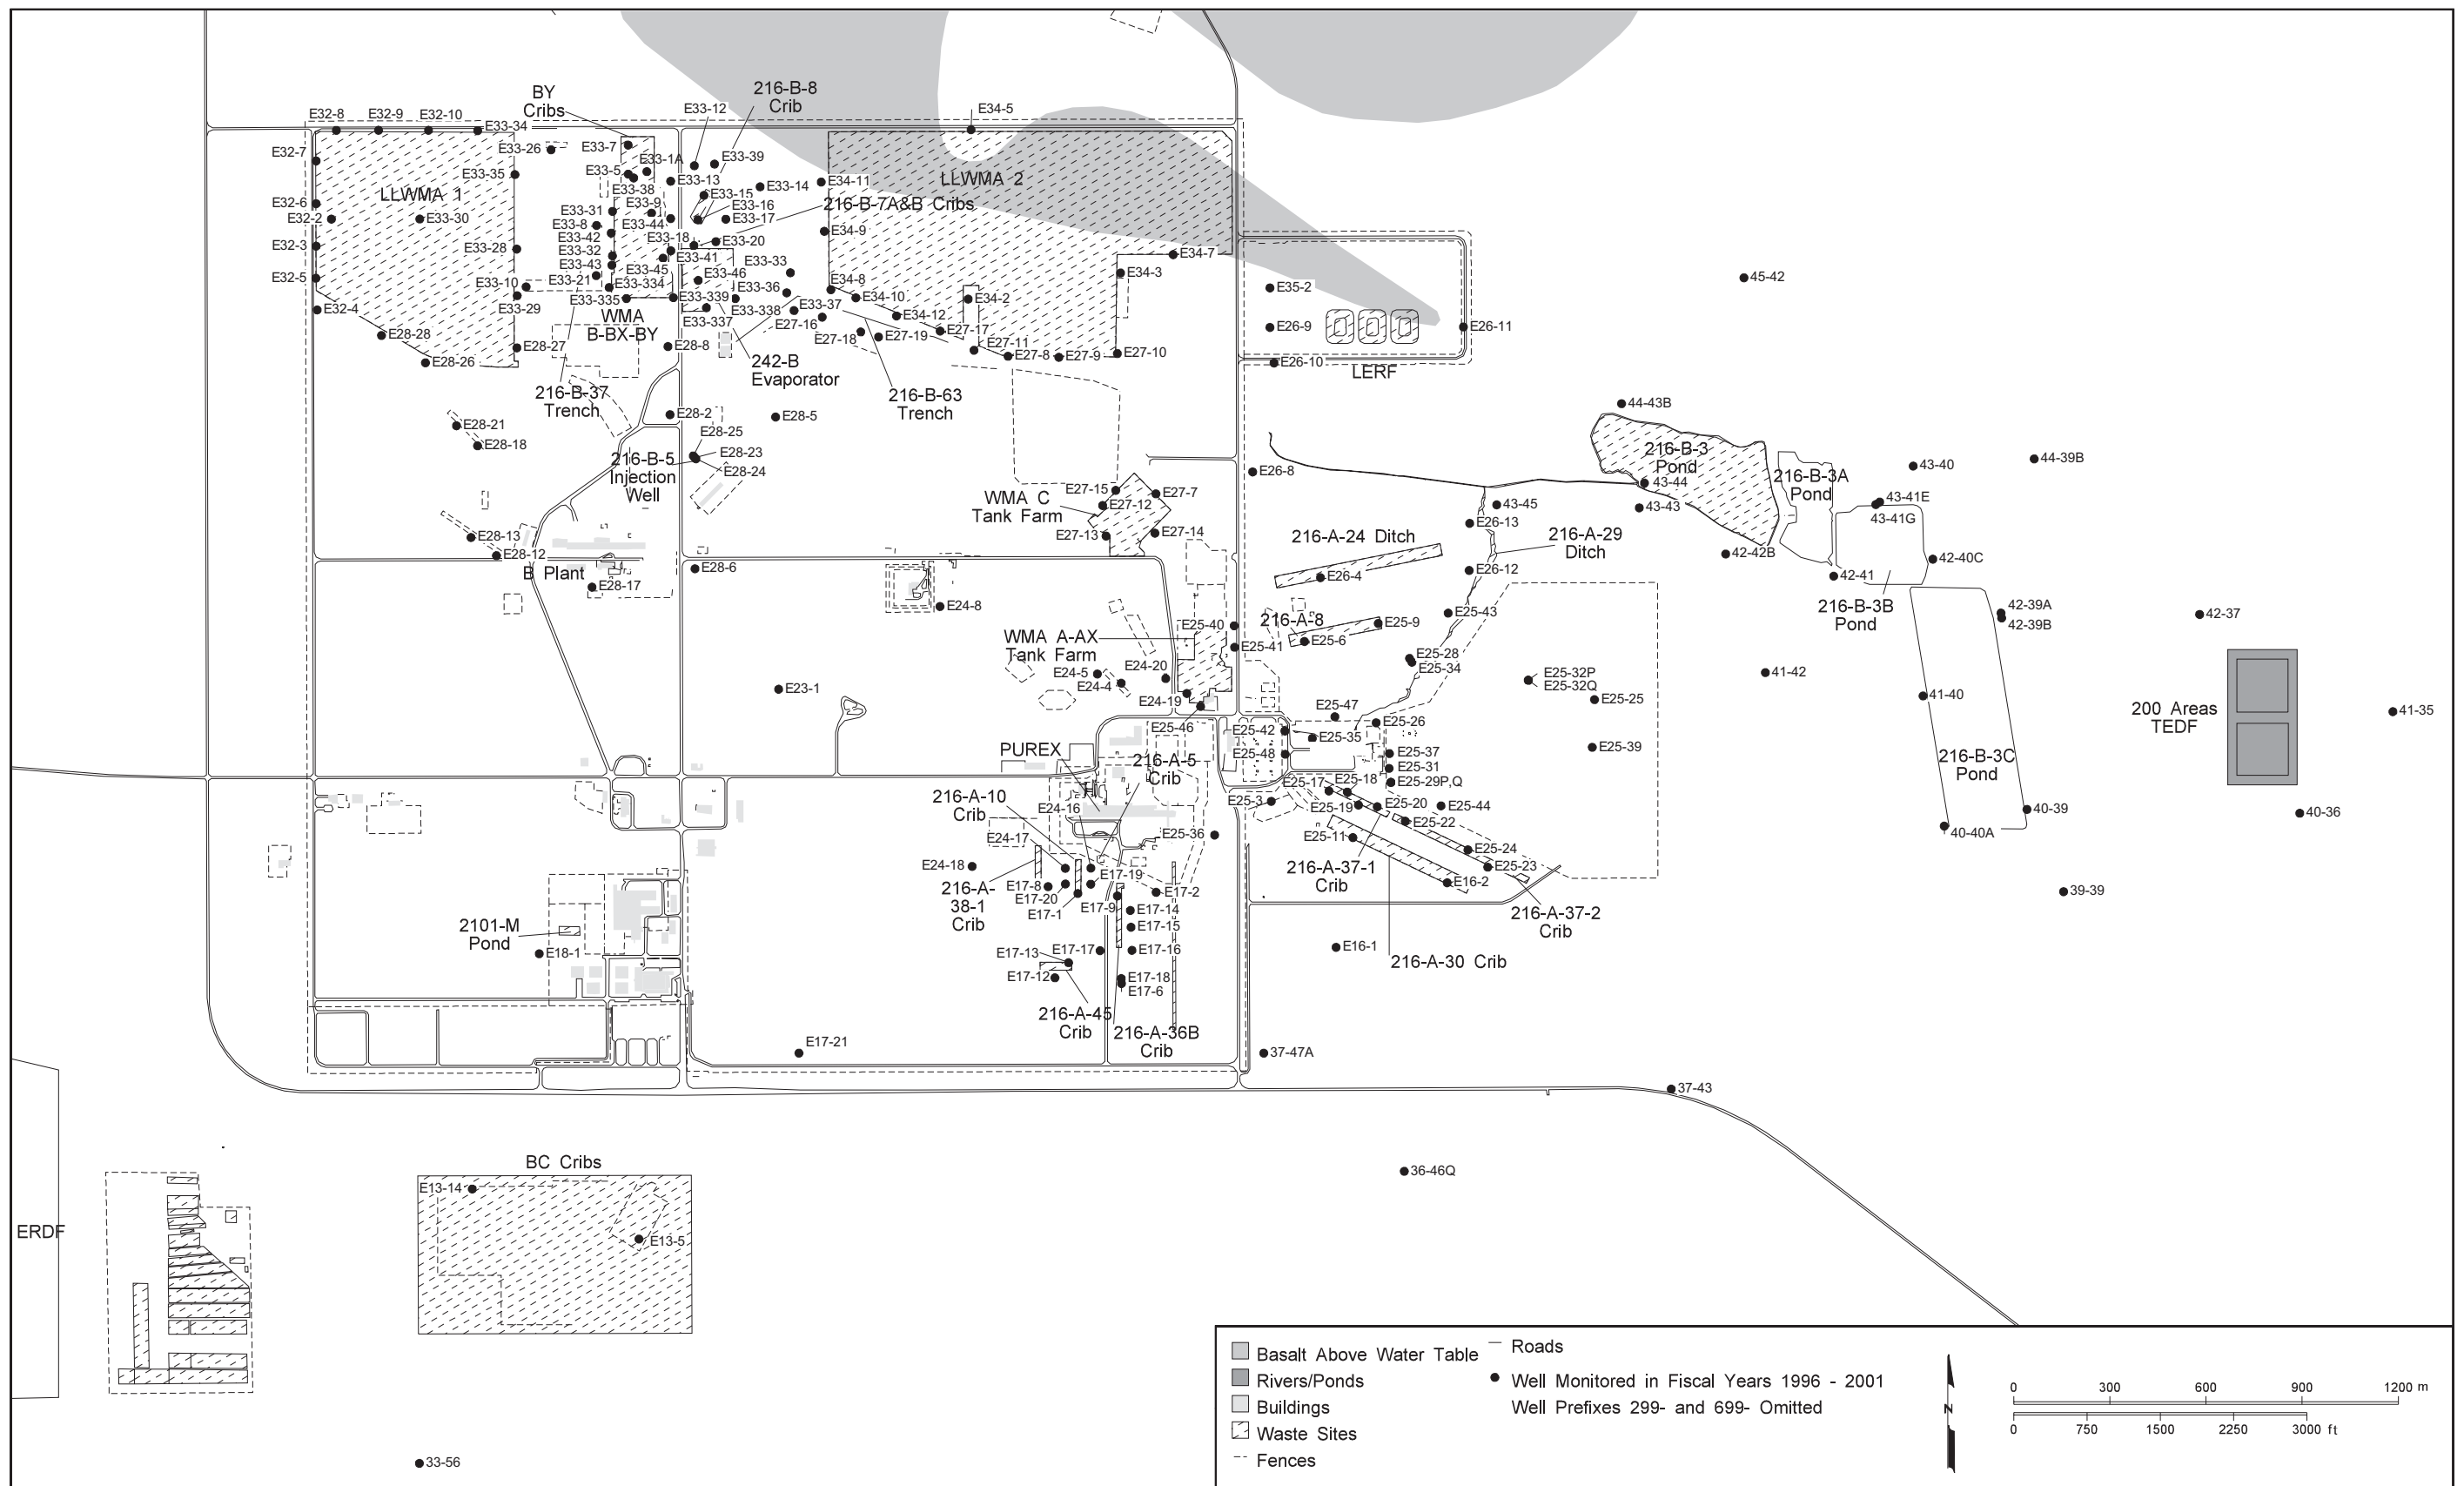 BY
Cribs
216-B-8
Crib
E33-12
E34-5
E32-8
E32-9
E32-10
E33-34
E32-7
E33-26
E33-7
E33-1A
E33-39
E33-35
E33-5
E33-13
E33-14
E34-11
LLWMA 2
LLWMA 1
E33-38
E33-15
E32-6
E33-9
E33-16
216-B-7A&B Cribs
E32-2
E33-30
E33-31
E33-17
E33-8
E33-44
E34-9
E33-42
E33-18
E33-20
E32-3
E33-28
E33-32
E33-41
E34-7
E33-43
E33-45
E33-46
E33-33
E34-3
E32-5
E33-10
E33-21
E33-334
E33-36
E34-8
45-42
E35-2
E33-335
E33-339
E33-338
E33-37
E34-10
E34-2
E32-4
E33-29
WMA
B-BX-BY
E33-337
E27-16
E34-12
E27-17
E26-9
E26-11
E28-28
E28-27
E28-8
E27-18
E27-19
E27-11
E27-8
E27-9
E27-10
E28-26
242-B
Evaporator
E26-10
LERF
216-B-37
Trench
216-B-63
Trench
44-43B
E28-21
E28-2
E28-5
E28-18
E28-25
E28-23
E28-24
216-B-5
Injection
Well
E26-8
216-B-3
Pond
43-44
216-B-3A
Pond
43-40
44-39B
WMA C
Tank Farm
E27-15
E27-7
E27-12
E27-13
E27-14
43-45
43-43
43-41E
43-41G
E26-13
E28-13
E28-12
216-A-24 Ditch
216-A-29
Ditch
42-42B
42-40C
B Plant
E28-17
E28-6
E26-4
E26-12
42-41
E24-8
216-B-3B
Pond
42-39A
42-39B
42-37
E25-40
216-A-8
E25-9
E25-43
WMA A-AX
Tank Farm
E25-41
E25-6
E24-20
E24-5
E24-4
E25-28
E25-34
E25-32P
E25-32Q
41-42
E23-1
E24-19
E25-25
41-40
200 Areas
TEDF
41-35
E25-46
E25-47
E25-26
E25-42
E25-35
PUREX
216-A-5
Crib
E25-48
E25-37
E25-39
E25-31
216-B-3C
Pond
E25-17
E25-18
E25-29P,Q
216-A-10
Crib
E24-16
E25-3
E25-19
E25-20
E25-44
40-39
40-36
E24-17
E25-36
E25-11
E25-22
40-40A
E24-18
E25-24
216-A-37-1
Crib
E25-23
E17-8
E17-19
E17-2
E16-2
39-39
216-A-
38-1
Crib
E17-20
E17-1
E17-9
E17-14
E17-15
216-A-37-2
Crib
2101-M
Pond
E18-1
E17-13
E17-17
E17-16
E16-1
216-A-30 Crib
E17-12
E17-18
E17-6
216-A-45
Crib
216-A-36B
Crib
E17-21
37-47A
37-43
BC Cribs
36-46Q
E13-14
E13-5
ERDF
33-56
Basalt Above Water Table
Rivers/Ponds
Buildings
Waste Sites
Fences
Roads
Well Monitored in Fiscal Years 1996 - 2001
Well Prefixes 299- and 699- Omitted
N
0 300 600 900 1200 m
0 750 1500 2250 3000 ft